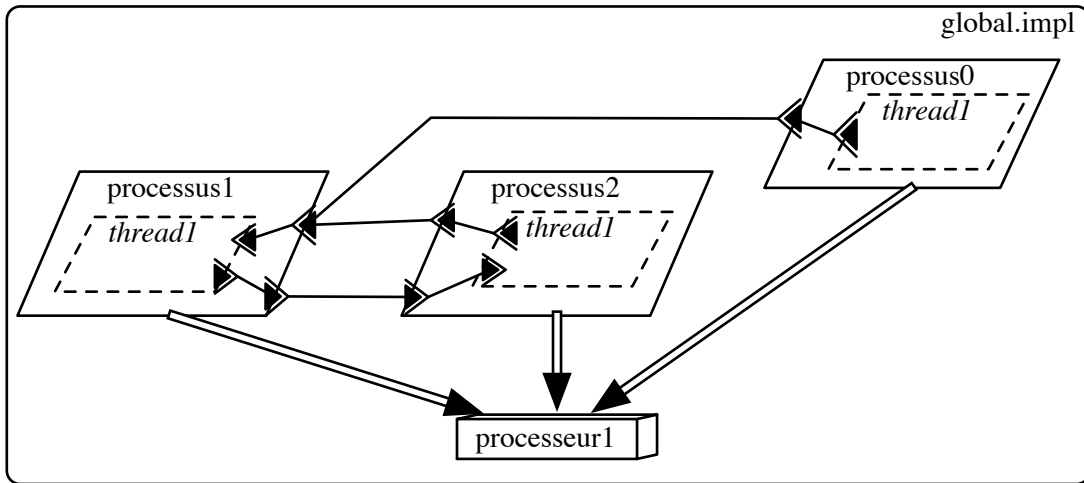 global.impl
processus0
thread1
processus1
thread1
processus2
thread1
processeur1